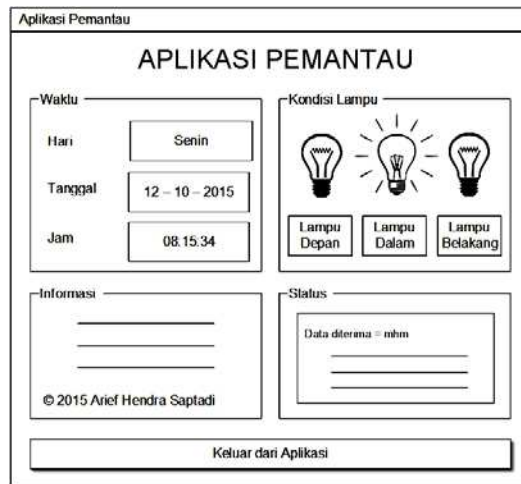 Aplikasi Pemantau
APLIKASI PEMANTAU
Waktu
Hari
Senin
Tanggal
12 – 10 – 2015
Jam
08.15.34
Kondisi Lampu
Lampu
Depan
Lampu
Dalam
Lampu
Belakang
Informasi
© 2015 Arief Hendra Saptadi
Status
Data diterima = mhm
Keluar dari Aplikasi